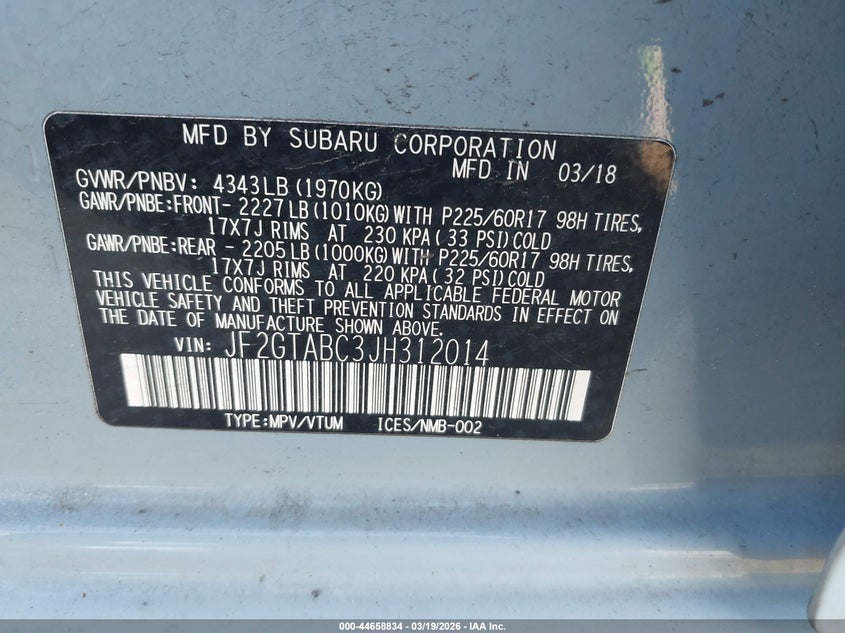 MFD BY SUBARU CORPORATION
MFD IN 03/18
GVWR/PNBV: 4343LB (1970KG)
GAWR/PNBE:FRONT- 2227LB (1010KG) WITH P225/60R17 98H TIRES,
17X7J RIMS AT 230 KPA ( 33 PSI) COLD
GAWR/PNBE:REAR - 2205LB (1000KG) WITH P225/60R17 98H TIRES,
17X7J RIMS AT 220 KPA ( 32 PSI) COLD
THIS VEHICLE CONFORMS TO ALL APPLICABLE FEDERAL MOTOR
VEHICLE SAFETY AND THEFT PREVENTION STANDARDS IN EFFECT ON
THE DATE OF MANUFACTURE SHOWN ABOVE.
VIN: JF2GTABC3JH312014
TYPE:MPV/VTUM ICES/NMB-002
000-44658834 / 03/19/2026 - IAA Inc.